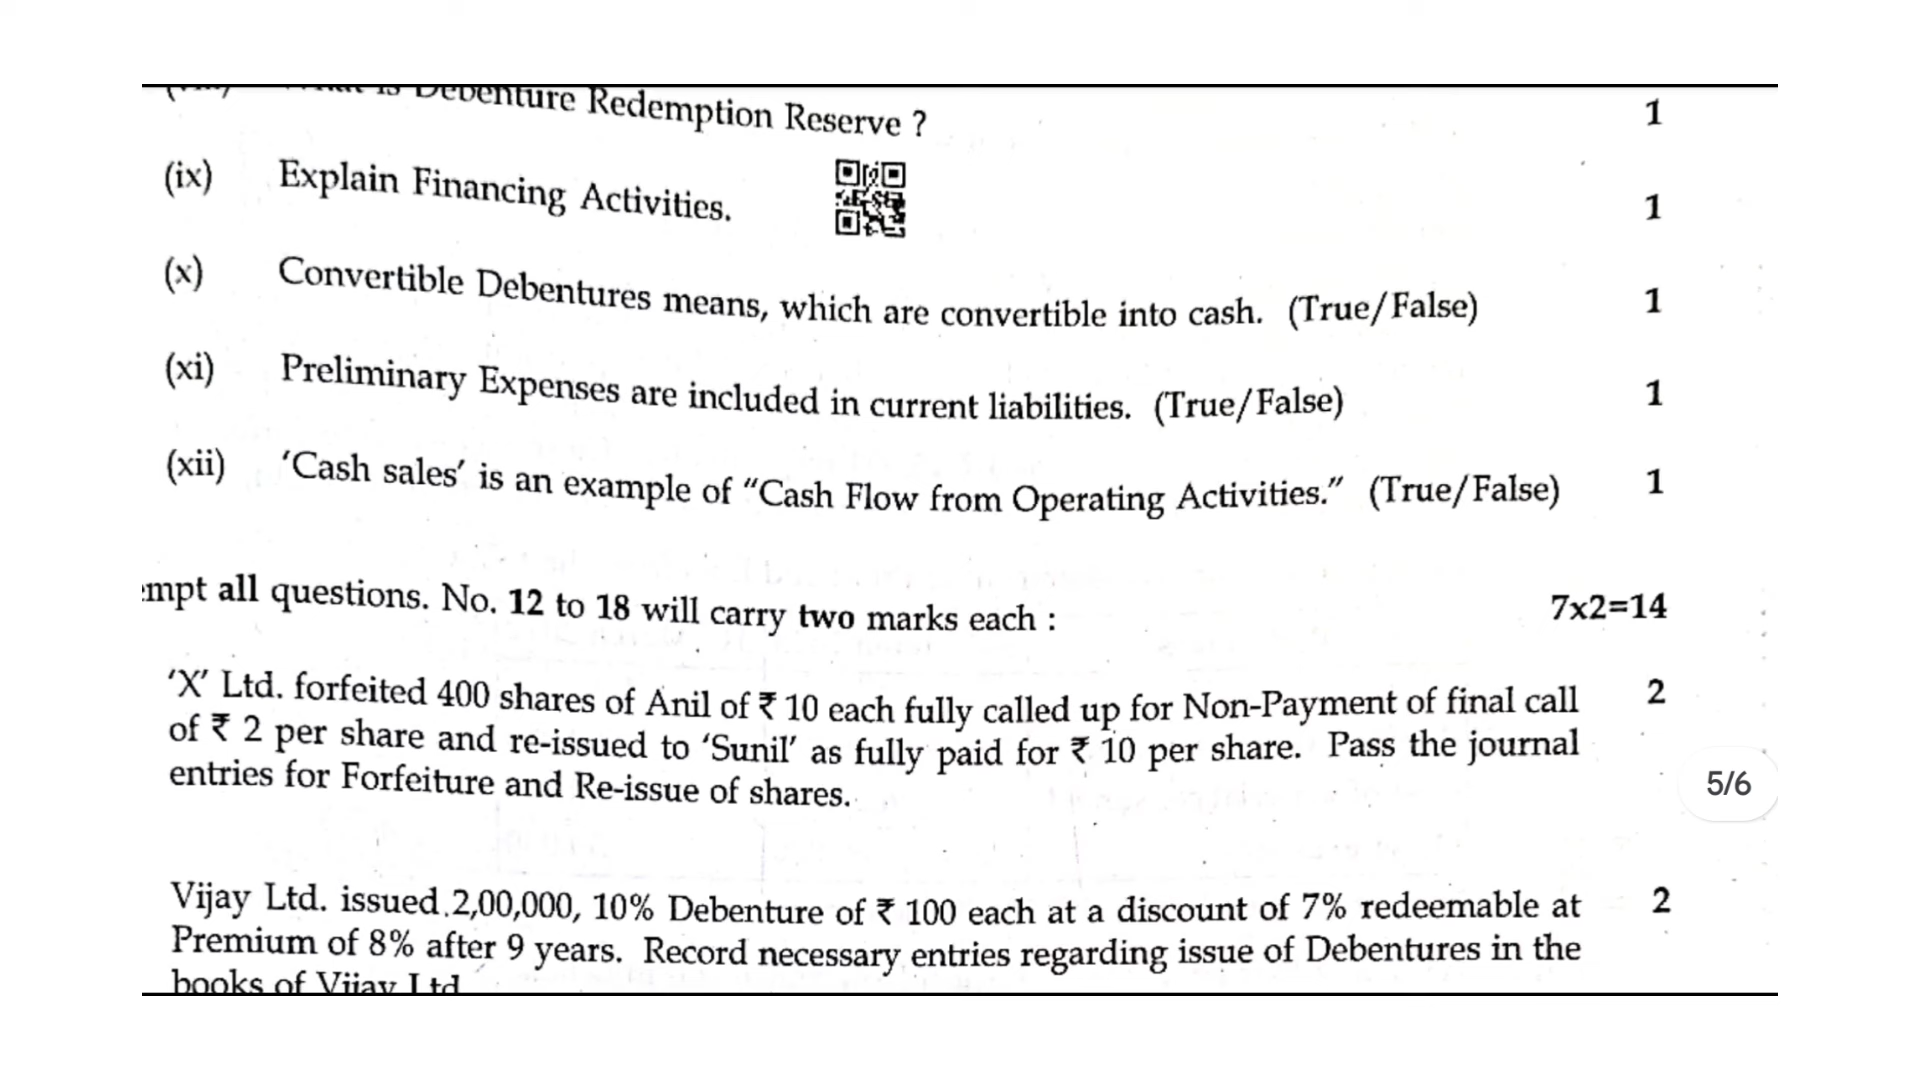 is Debenture Redemption Reserve ? 1
(ix) Explain Financing Activities. 1
(x) Convertible Debentures means, which are convertible into cash. (True/False) 1
(xi) Preliminary Expenses are included in current liabilities. (True/False) 1
(xii) ‘Cash sales’ is an example of “Cash Flow from Operating Activities.” (True/False) 1
empt all questions. No. 12 to 18 will carry two marks each : 7x2=14
‘X’ Ltd. forfeited 400 shares of Anil of ₹ 10 each fully called up for Non-Payment of final call 2
of ₹ 2 per share and re-issued to ‘Sunil’ as fully paid for ₹ 10 per share. Pass the journal
entries for Forfeiture and Re-issue of shares.
5/6
Vijay Ltd. issued 2,00,000, 10% Debenture of ₹ 100 each at a discount of 7% redeemable at 2
Premium of 8% after 9 years. Record necessary entries regarding issue of Debentures in the
books of Vijay Ltd